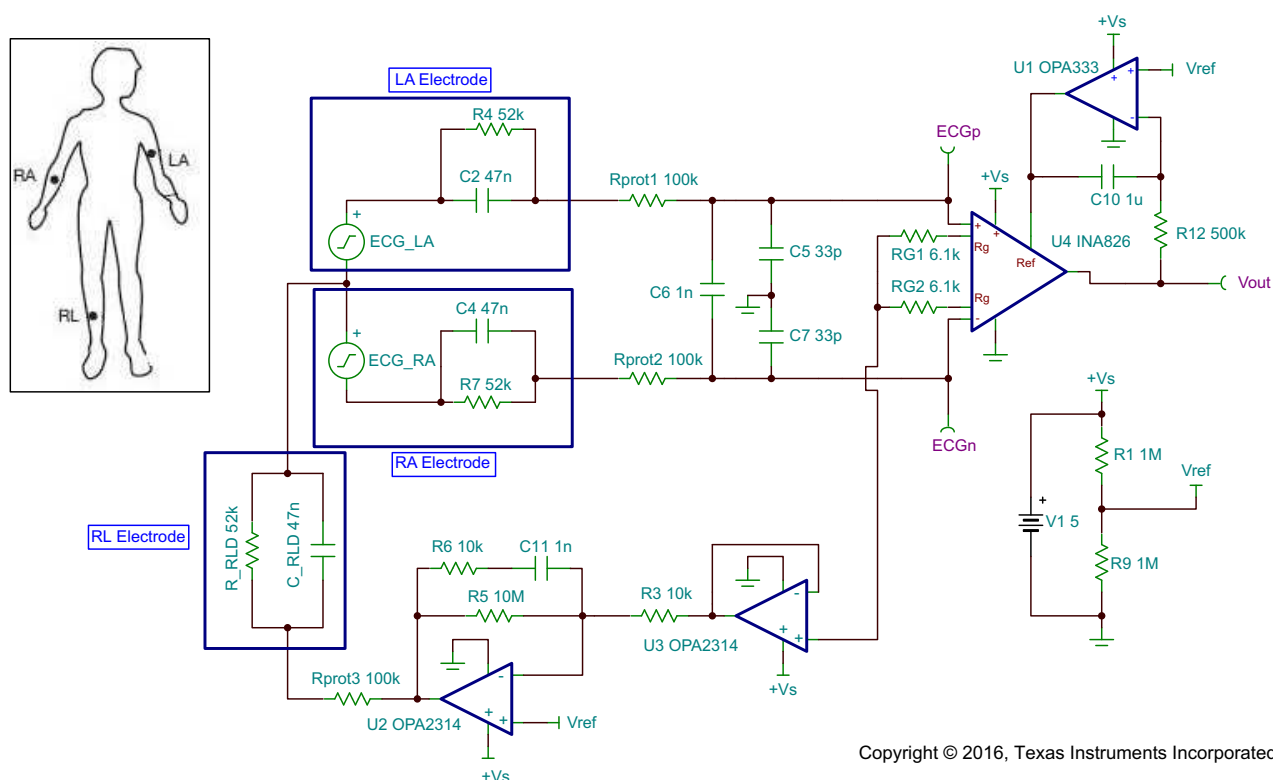 +Vs
U1 OPA333
+
-
+
Vref
LA Electrode
R4 52k
C2 47n
+
ECG_LA
Rprot1 100k
ECGp
C10 1u
R12 500k
RA
LA
RL
C5 33p
C6 1n
C7 33p
RG1 6.1k
RG2 6.1k
+Vs
+
+
Rg
Rg
-
Ref
U4 INA826
Vout
+
ECG_RA
C4 47n
R7 52k
Rprot2 100k
RA Electrode
ECGn
+Vs
R1 1M
Vref
+
V1 5
R9 1M
RL Electrode
R_RLD 52k
C_RLD 47n
R6 10k
C11 1n
R5 10M
R3 10k
-
+
+
U3 OPA2314
+Vs
Rprot3 100k
-
+
+
U2 OPA2314
Vref
+Vs
Copyright © 2016, Texas Instruments Incorporated